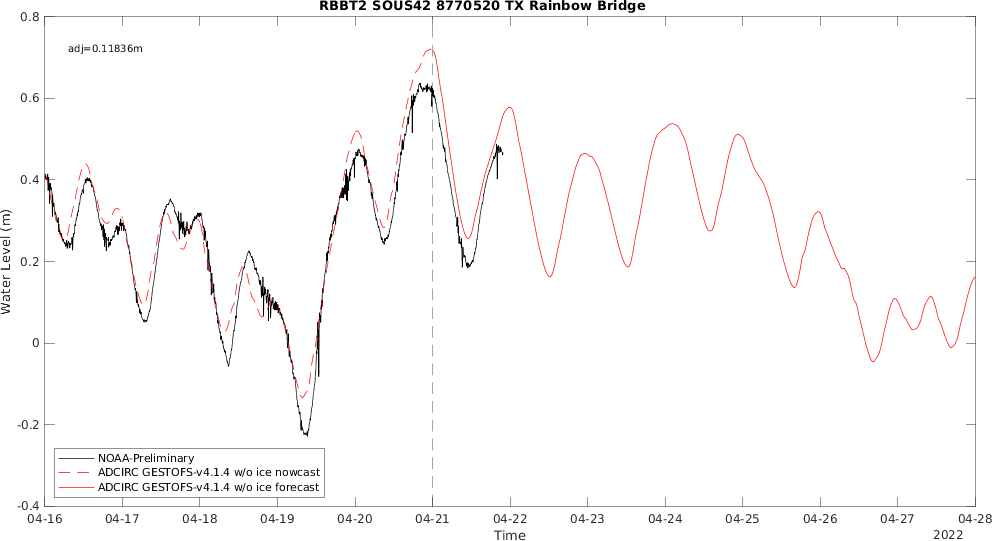 RBBT2 SOUS42 8770520 TX Rainbow Bridge
adj=0.11836m
Water Level (m)
0.8
0.6
0.4
0.2
0
-0.2
-0.4
NOAA-Preliminary
ADCIRC GESTOFS-v4.1.4 w/o ice nowcast
ADCIRC GESTOFS-v4.1.4 w/o ice forecast
04-16 04-17 04-18 04-19 04-20 04-21 04-22 04-23 04-24 04-25 04-26 04-27 04-28
Time
2022